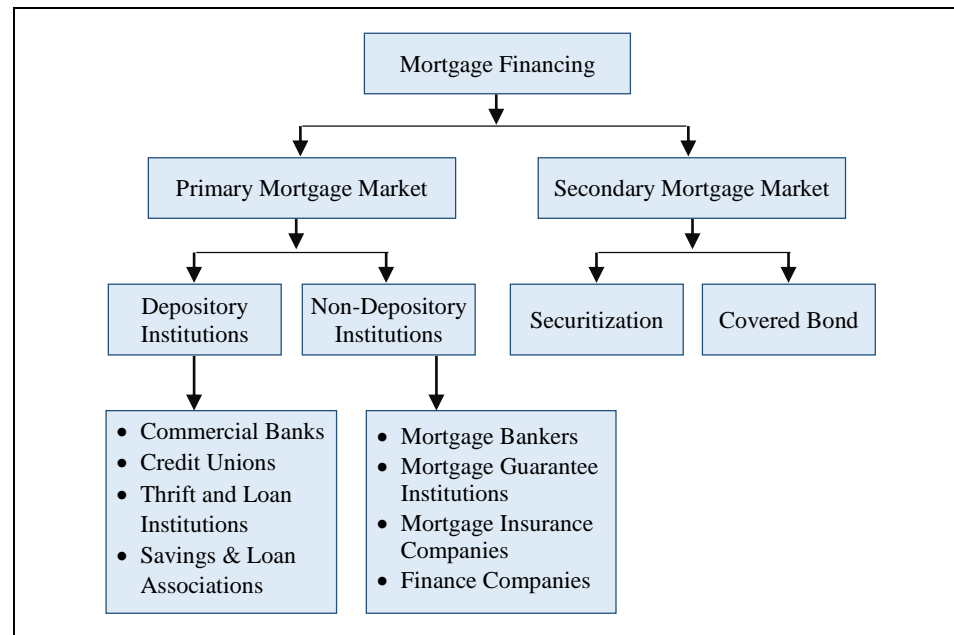 Mortgage Financing
Primary Mortgage Market
Secondary Mortgage Market
Depository
Institutions
Non-Depository
Institutions
Securitization
Covered Bond
• Commercial Banks
• Credit Unions
• Thrift and Loan
Institutions
• Savings & Loan
Associations
• Mortgage Bankers
• Mortgage Guarantee
Institutions
• Mortgage Insurance
Companies
• Finance Companies